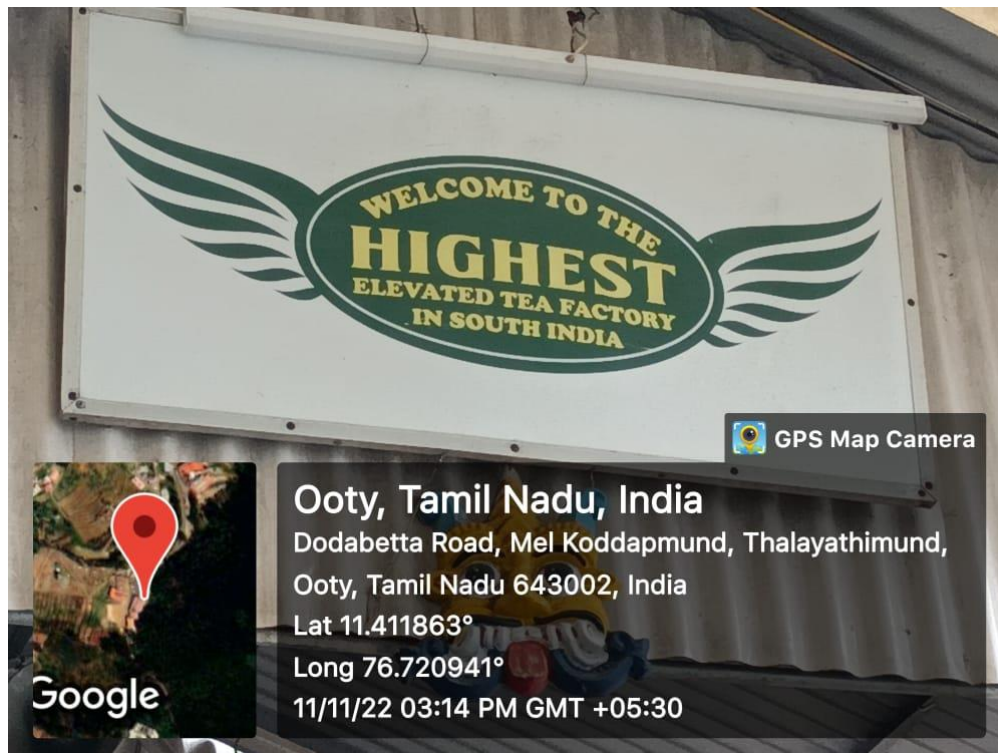 WELCOME TO THE
HIGHEST
ELEVATED TEA FACTORY
IN SOUTH INDIA
GPS Map Camera
Ooty, Tamil Nadu, India
Dodabetta Road, Mel Koddapmund, Thalayathimund,
Ooty, Tamil Nadu 643002, India
Lat 11.411863°
Long 76.720941°
11/11/22 03:14 PM GMT +05:30
Google